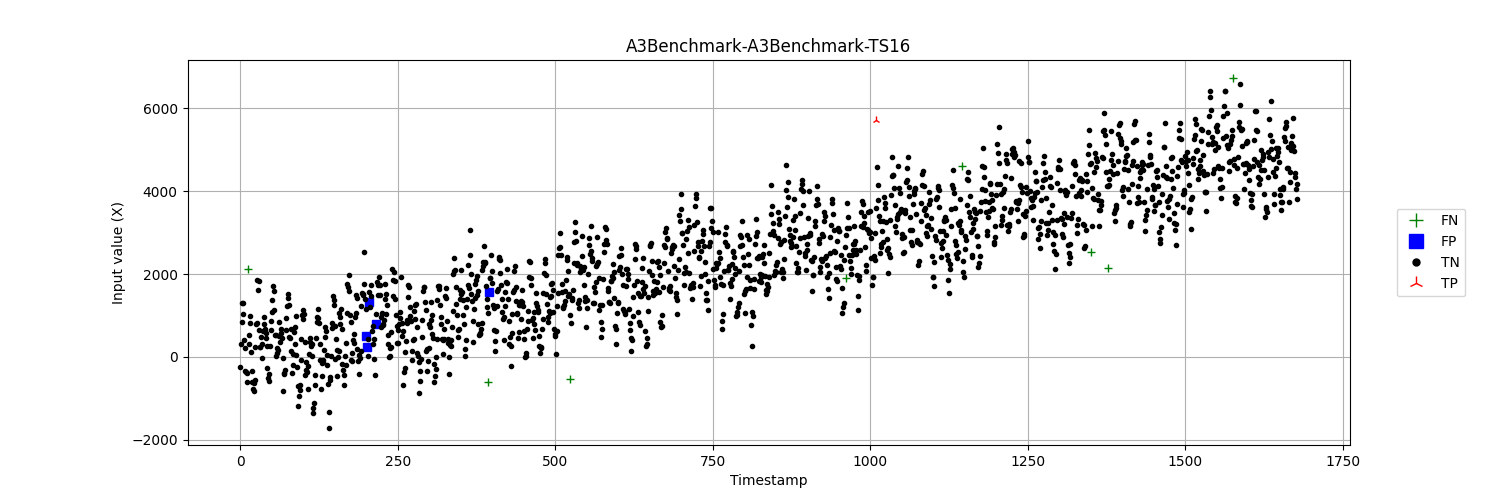 A3Benchmark-A3Benchmark-TS16
Input value (X)
6000
4000
2000
0
−2000
0 250 500 750 1000 1250 1500 1750
Timestamp
FN
FP
TN
TP